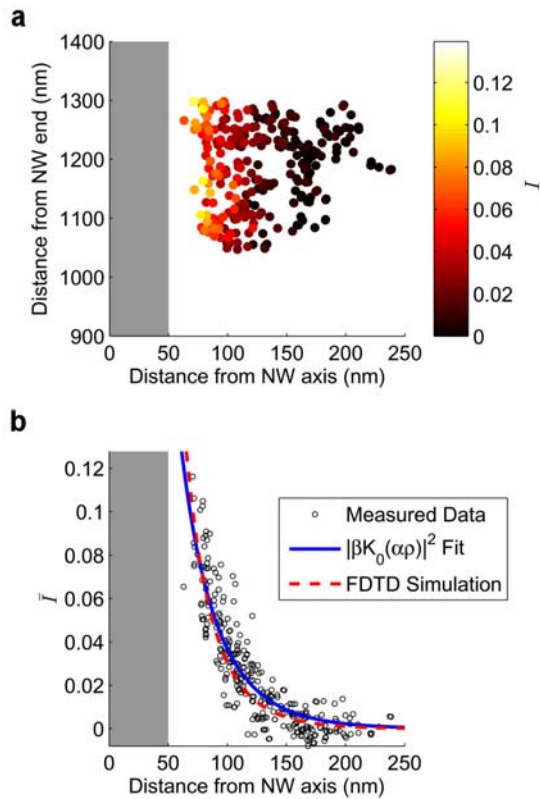 a
1400
1300
1200
1100
1000
900
Distance from NW end (nm)
0 50 100 150 200 250
Distance from NW axis (nm)
0.12
0.1
0.08
0.06
0.04
0.02
0
I
b
0.12
0.1
0.08
0.06
0.04
0.02
0
Ī
Measured Data
|βK₀(αρ)|² Fit
FDTD Simulation
0 50 100 150 200 250
Distance from NW axis (nm)